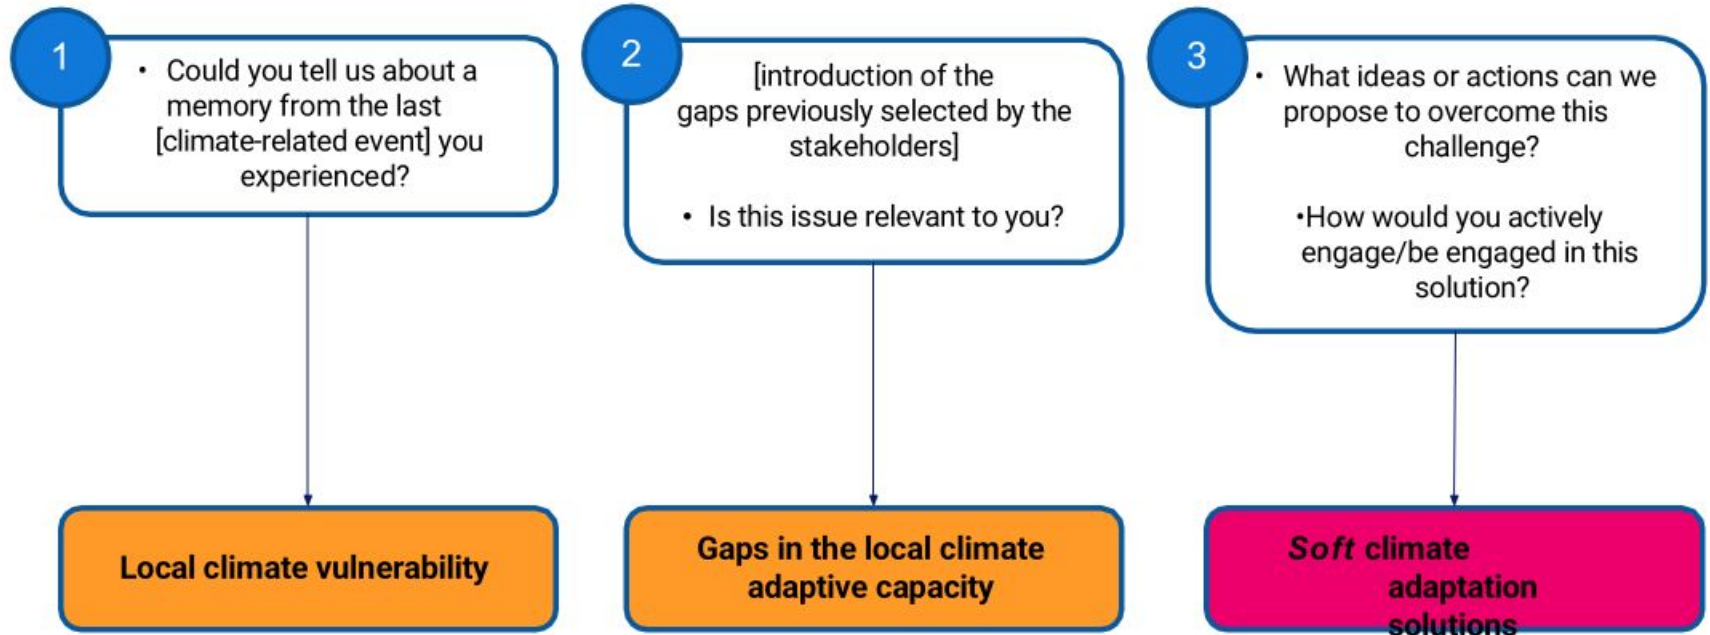 1
• Could you tell us about a
memory from the last
[climate-related event] you
experienced?
2
[introduction of the
gaps previously selected by the
stakeholders]
• Is this issue relevant to you?
3
• What ideas or actions can we
propose to overcome this
challenge?
•How would you actively
engage/be engaged in this
solution?
Local climate vulnerability
Gaps in the local climate
adaptive capacity
Soft climate
adaptation
solutions